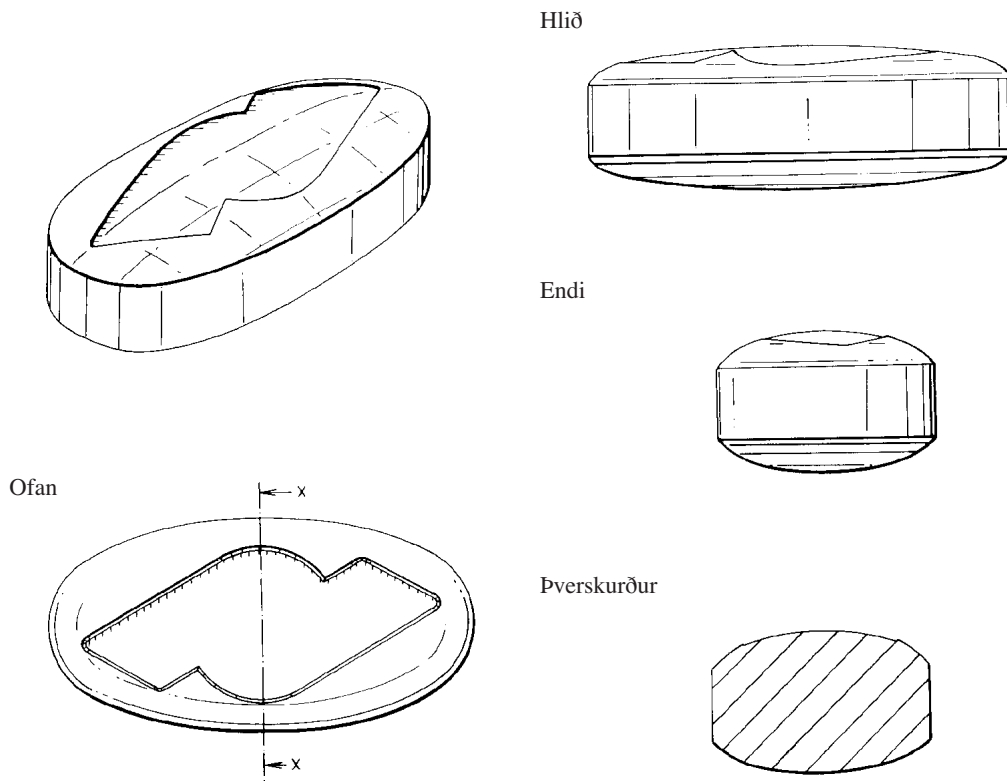 Hlið
Endi
Ofan
x
x
Þverskurður